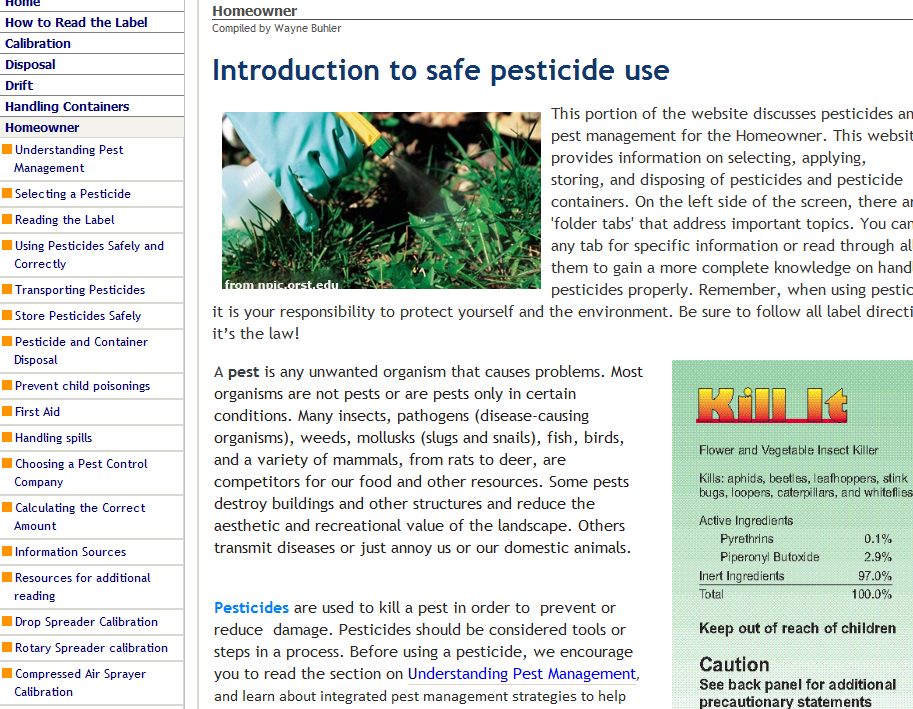 Home
How to Read the Label
Calibration
Disposal
Drift
Handling Containers
Homeowner
Understanding Pest
Management
Selecting a Pesticide
Reading the Label
Using Pesticides Safely and
Correctly
Transporting Pesticides
Store Pesticides Safely
Pesticide and Container
Disposal
Prevent child poisonings
First Aid
Handling spills
Choosing a Pest Control
Company
Calculating the Correct
Amount
Information Sources
Resources for additional
reading
Drop Spreader Calibration
Rotary Spreader calibration
Compressed Air Sprayer
Calibration
Homeowner
Compiled by Wayne Buhler
Introduction to safe pesticide use
from npic.orst.edu
This portion of the website discusses pesticides
pest management for the Homeowner. This
provides information on selecting, applying,
storing, and disposing of pesticides and pesticide
containers. On the left side of the screen, there
'folder tabs' that address important topics. You can
any tab for specific information or read through
them to gain a more complete knowledge on
pesticides properly. Remember, when using
it is your responsibility to protect yourself and the environment. Be sure to follow all label
it's the law!
A pest is any unwanted organism that causes problems. Most
organisms are not pests or are pests only in certain
conditions. Many insects, pathogens (disease-causing
organisms), weeds, mollusks (slugs and snails), fish, birds,
and a variety of mammals, from rats to deer, are
competitors for our food and other resources. Some pests
destroy buildings and other structures and reduce the
aesthetic and recreational value of the landscape. Others
transmit diseases or just annoy us or our domestic animals.
Pesticides are used to kill a pest in order to prevent or
reduce damage. Pesticides should be considered tools or
steps in a process. Before using a pesticide, we encourage
you to read the section on Understanding Pest Management,
and learn about integrated pest management strategies to help
Kill It
Flower and Vegetable Insect Killer
Kills: aphids, beetles, leafhoppers, stink
bugs, loopers, caterpillars, and whiteflies
Active Ingredients
Pyrethrins 0.1%
Piperonyl Butoxide 2.9%
Inert Ingredients 97.0%
Total 100.0%
Keep out of reach of children
Caution
See back panel for additional
precautionary statements